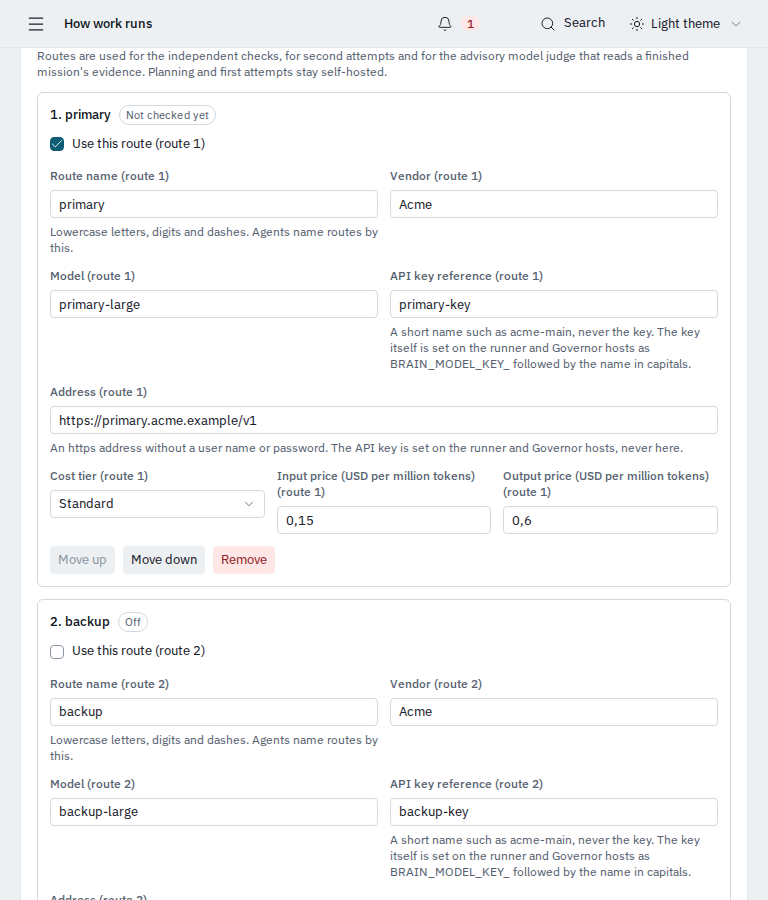 How work runs
1
Search
Light theme
Routes are used for the independent checks, for second attempts and for the advisory model judge that reads a finished
mission's evidence. Planning and first attempts stay self-hosted.
1. primary
Not checked yet
Use this route (route 1)
Route name (route 1)
Vendor (route 1)
primary
Acme
Lowercase letters, digits and dashes. Agents name routes by
this.
Model (route 1)
API key reference (route 1)
primary-large
primary-key
A short name such as acme-main, never the key. The key
itself is set on the runner and Governor hosts as
BRAIN_MODEL_KEY_ followed by the name in capitals.
Address (route 1)
https://primary.acme.example/v1
An https address without a user name or password. The API key is set on the runner and Governor hosts, never here.
Cost tier (route 1)
Input price (USD per million tokens)
(route 1)
Output price (USD per million tokens)
(route 1)
Standard
0,15
0,6
Move up
Move down
Remove
2. backup
Off
Use this route (route 2)
Route name (route 2)
Vendor (route 2)
backup
Acme
Lowercase letters, digits and dashes. Agents name routes by
this.
Model (route 2)
API key reference (route 2)
backup-large
backup-key
A short name such as acme-main, never the key. The key
itself is set on the runner and Governor hosts as
BRAIN_MODEL_KEY_ followed by the name in capitals.
Address (route 2)